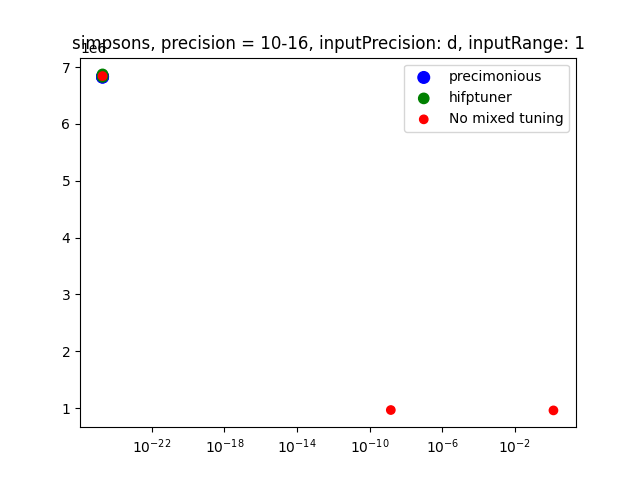 simpsons, precision = 10-16, inputPrecision: d, inputRange: 1
1e6
precimonious
hifptuner
No mixed tuning
7
6
5
4
3
2
1
10⁻²² 10⁻¹⁸ 10⁻¹⁴ 10⁻¹⁰ 10⁻⁶ 10⁻²